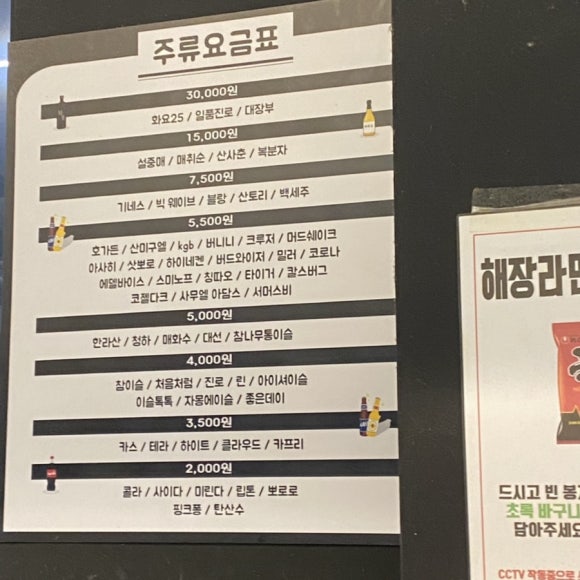 주류요금표
30,000원
화요25 / 일품진로 / 대장부
15,000원
설중매 / 매취순 / 산사춘 / 복분자
7,500원
기네스 / 빅 웨이브 / 블랑 / 산토리 / 백세주
5,500원
호가든 / 산미구엘 / kgb / 버니니 / 크루저 / 머드쉐이크
아사히 / 삿뽀로 / 하이네켄 / 버드와이저 / 밀러 / 코로나
에델바이스 / 스미노프 / 칭따오 / 타이거 / 칼스버그
코젤다크 / 사무엘 아담스 / 서머스비
5,000원
한라산 / 청하 / 매화수 / 대선 / 참나무통이슬
4,000원
참이슬 / 처음처럼 / 진로 / 린 / 아이셔이슬
이슬톡톡 / 자몽에이슬 / 좋은데이
3,500원
카스 / 테라 / 하이트 / 클라우드 / 카프리
2,000원
콜라 / 사이다 / 미린다 / 립톤 / 뽀로로
핑크퐁 / 탄산수
해장라면
드시고 빈 봉
초록 바구니
담아주세요
CCTV 작동중으로